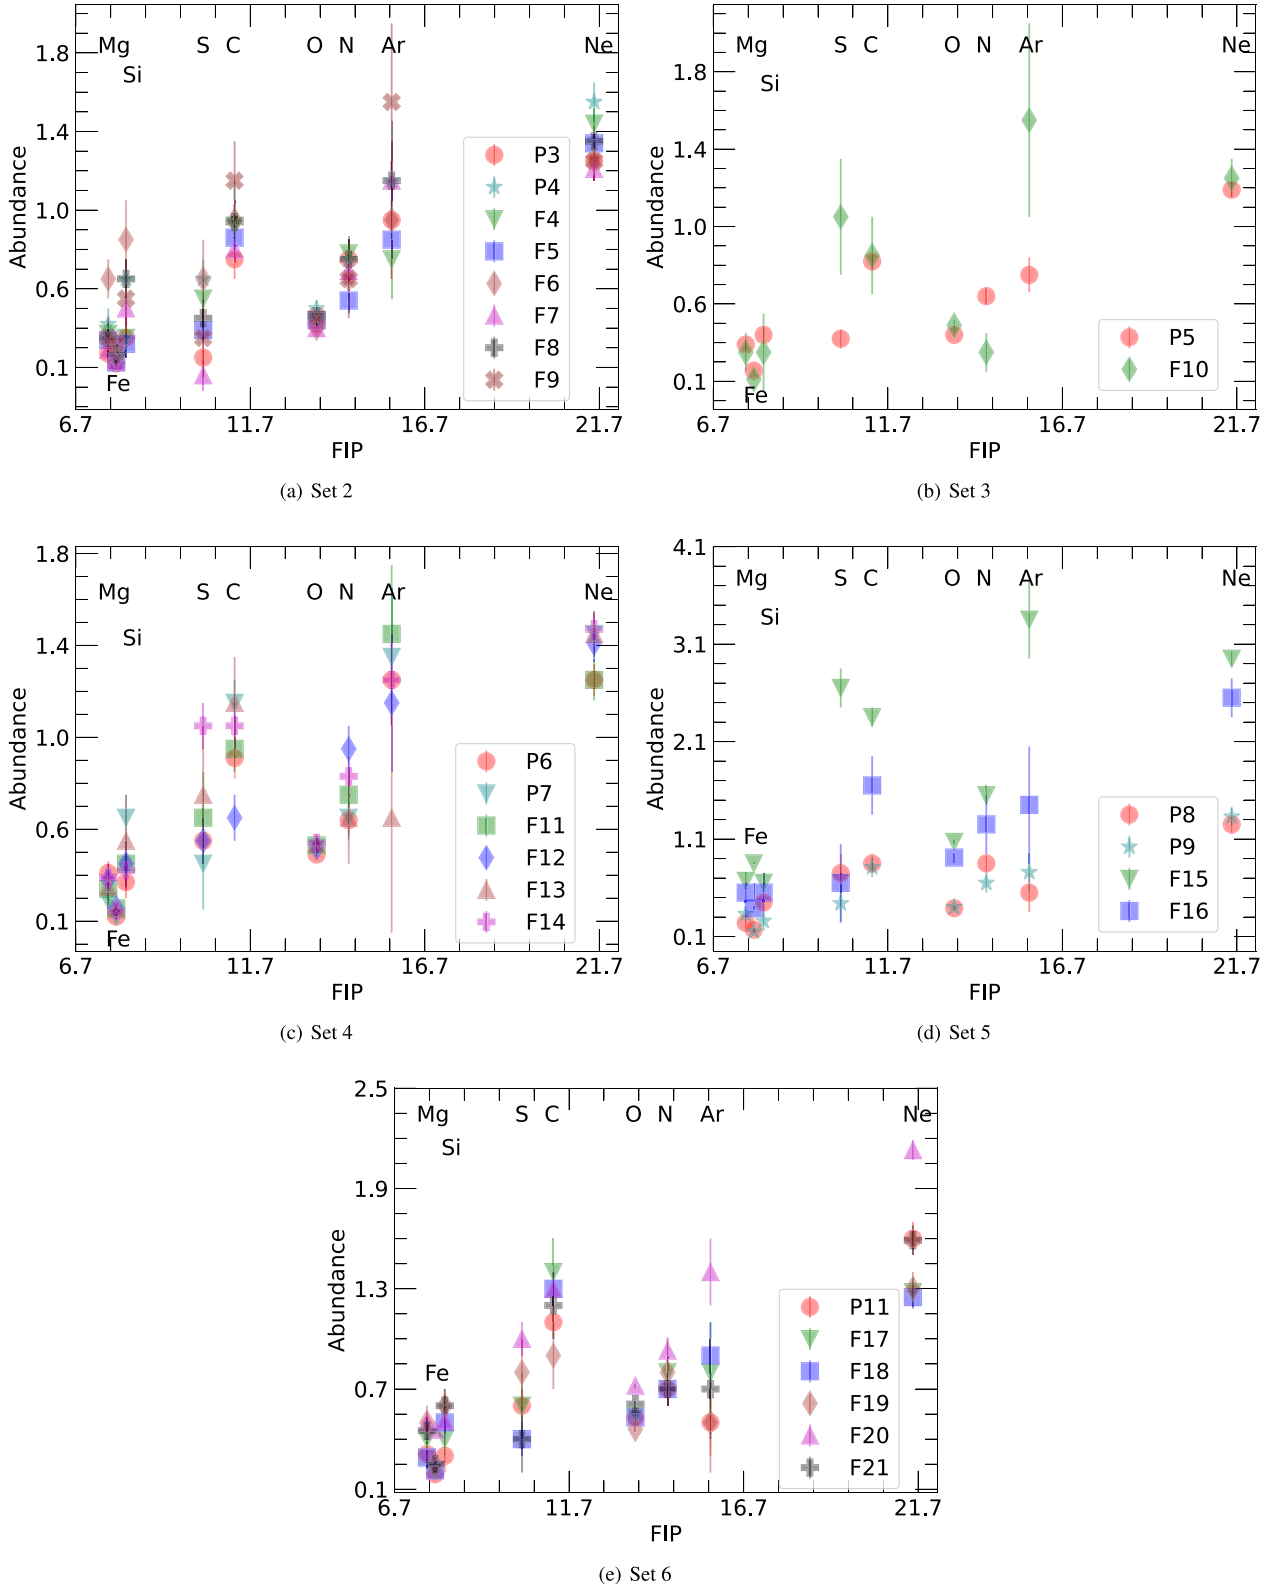 1.8
Mg S C O N Ar Ne
Si
1.4
1.0
0.6
0.1
Fe
Abundance
P3
P4
F4
F5
F6
F7
F8
F9
6.7 11.7 16.7 21.7
FIP
(a) Set 2
Mg S C O N Ar Ne
1.8
Si
1.4
1.0
0.6
0.1
Fe
Abundance
P5
F10
6.7 11.7 16.7 21.7
FIP
(b) Set 3
1.8
Mg S C O N Ar Ne
Si
1.4
1.0
0.6
0.1
Fe
Abundance
P6
P7
F11
F12
F13
F14
6.7 11.7 16.7 21.7
FIP
(c) Set 4
4.1
Mg S C O N Ar Ne
Si
3.1
2.1
1.1
Fe
0.1
Abundance
P8
P9
F15
F16
6.7 11.7 16.7 21.7
FIP
(d) Set 5
2.5
Mg S C O N Ar Ne
Si
1.9
1.3
0.7
Fe
0.1
Abundance
P11
F17
F18
F19
F20
F21
6.7 11.7 16.7 21.7
FIP
(e) Set 6